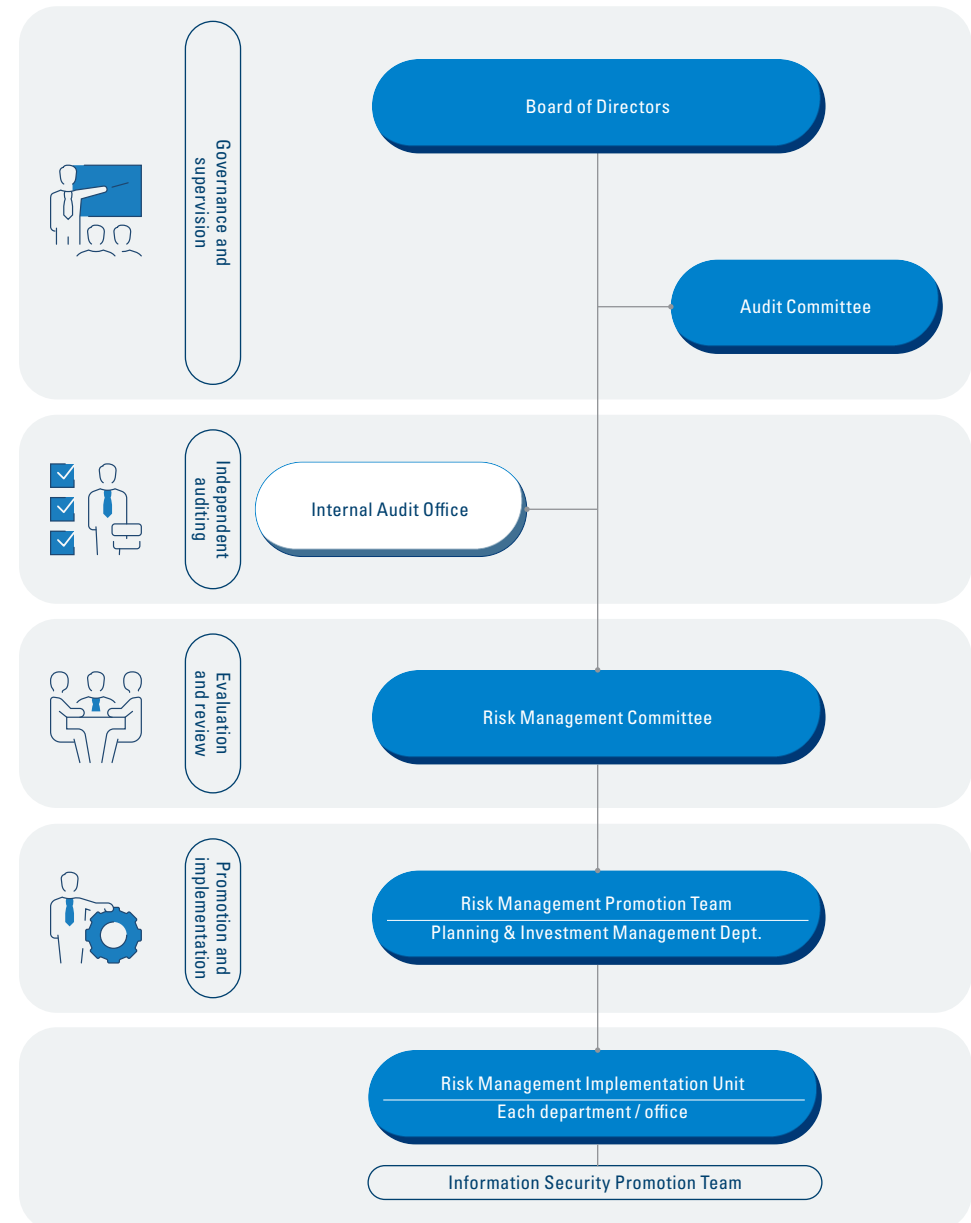 Governance and
supervision
Board of Directors
Audit Committee
Independent
auditing
Internal Audit Office
Evaluation
and review
Risk Management Committee
Promotion and
implementation
Risk Management Promotion Team
Planning & Investment Management Dept.
Risk Management Implementation Unit
Each department / office
Information Security Promotion Team